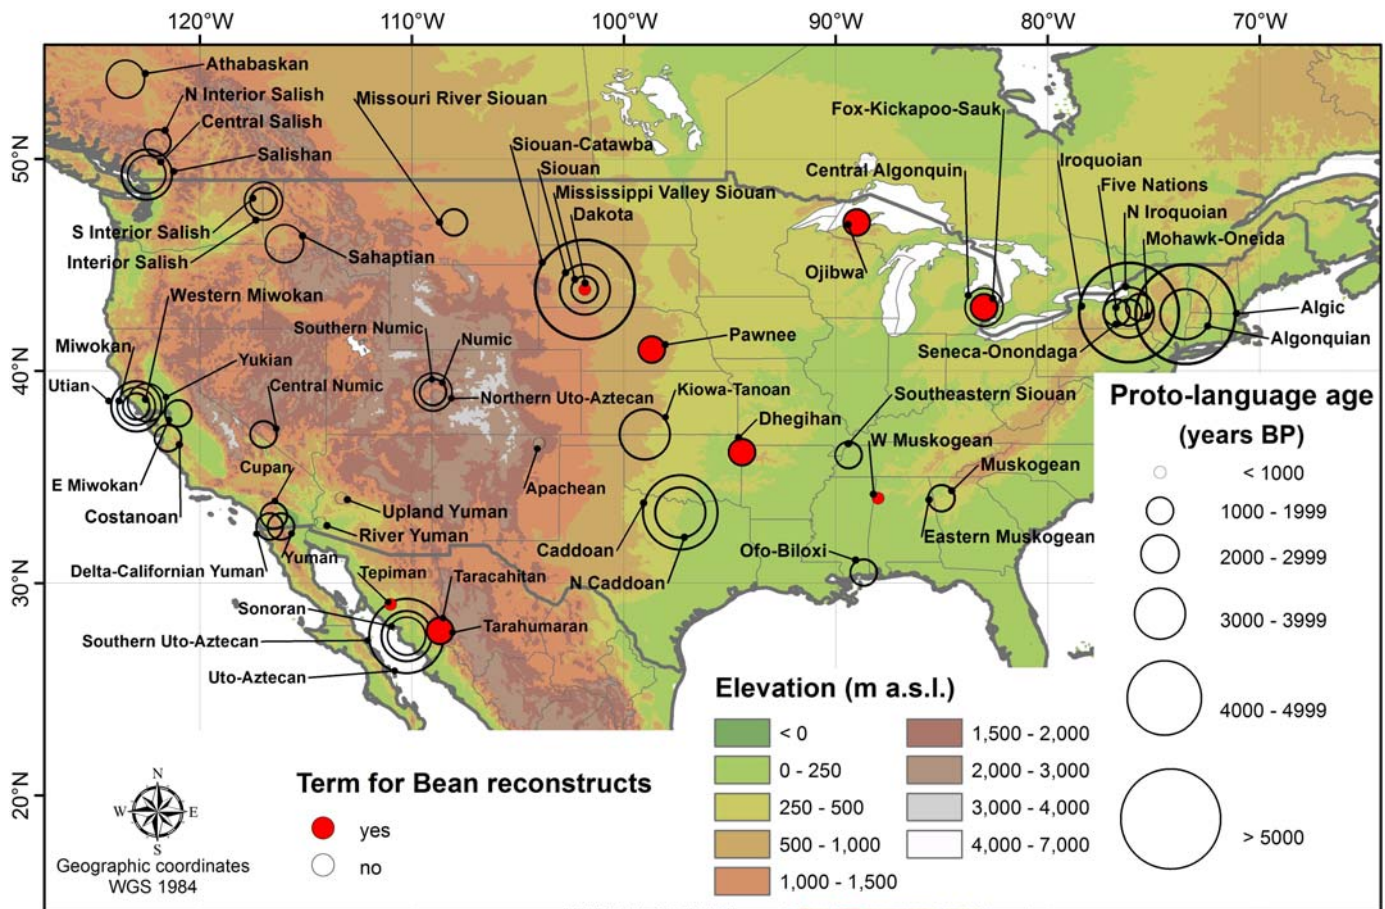 120°W 110°W 100°W 90°W 80°W 70°W
50°N
40°N
30°N
20°N
Athabaskan
N Interior Salish
Central Salish
Salishan
Missouri River Siouan
Siouan-Catawba
Siouan
Mississippi Valley Siouan
Dakota
Fox-Kickapoo-Sauk
Central Algonquin
Iroquoian
Five Nations
N Iroquoian
Mohawk-Oneida
S Interior Salish
Interior Salish
Sahaptian
Ojibwa
Western Miwokan
Southern Numic
Numic
Pawnee
Algic
Algonquian
Seneca-Onondaga
Miwokan
Yukian
Utian
Central Numic
Northern Uto-Aztecan
Kiowa-Tanoan
Southeastern Siouan
Dhegihan
W Muskogean
Muskogean
Cupan
E Miwokan
Costanoan
Apachean
Upland Yuman
River Yuman
Caddoan
Eastern Muskogean
Ofo-Biloxi
Delta-Californian Yuman
Yuman
Tepiman
Taracahitan
N Caddoan
Sonoran
Tarahumaran
Southern Uto-Aztecan
Uto-Aztecan
Proto-language age
(years BP)
< 1000
1000 - 1999
2000 - 2999
3000 - 3999
4000 - 4999
> 5000
Elevation (m a.s.l.)
< 0
0 - 250
250 - 500
500 - 1,000
1,000 - 1,500
1,500 - 2,000
2,000 - 3,000
3,000 - 4,000
4,000 - 7,000
Term for Bean reconstructs
yes
no
N
W E
S
Geographic coordinates
WGS 1984